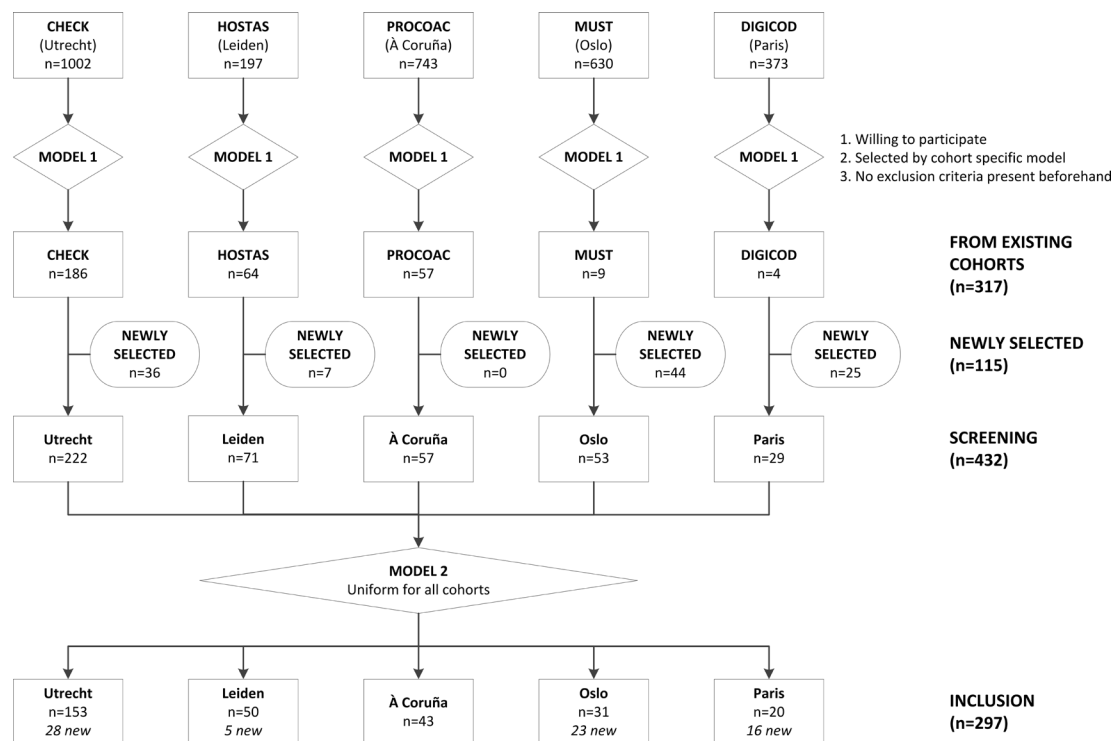 CHECK
(Utrecht)
n=1002
HOSTAS
(Leiden)
n=197
PROCOAC
(À Coruña)
n=743
MUST
(Oslo)
n=630
DIGICOD
(Paris)
n=373
MODEL 1
MODEL 1
MODEL 1
MODEL 1
MODEL 1
1. Willing to participate
2. Selected by cohort specific model
3. No exclusion criteria present beforehand
CHECK
n=186
HOSTAS
n=64
PROCOAC
n=57
MUST
n=9
DIGICOD
n=4
FROM EXISTING
COHORTS
(n=317)
NEWLY
SELECTED
n=36
NEWLY
SELECTED
n=7
NEWLY
SELECTED
n=0
NEWLY
SELECTED
n=44
NEWLY
SELECTED
n=25
NEWLY SELECTED
(n=115)
Utrecht
n=222
Leiden
n=71
À Coruña
n=57
Oslo
n=53
Paris
n=29
SCREENING
(n=432)
MODEL 2
Uniform for all cohorts
Utrecht
n=153
28 new
Leiden
n=50
5 new
À Coruña
n=43
Oslo
n=31
23 new
Paris
n=20
16 new
INCLUSION
(n=297)